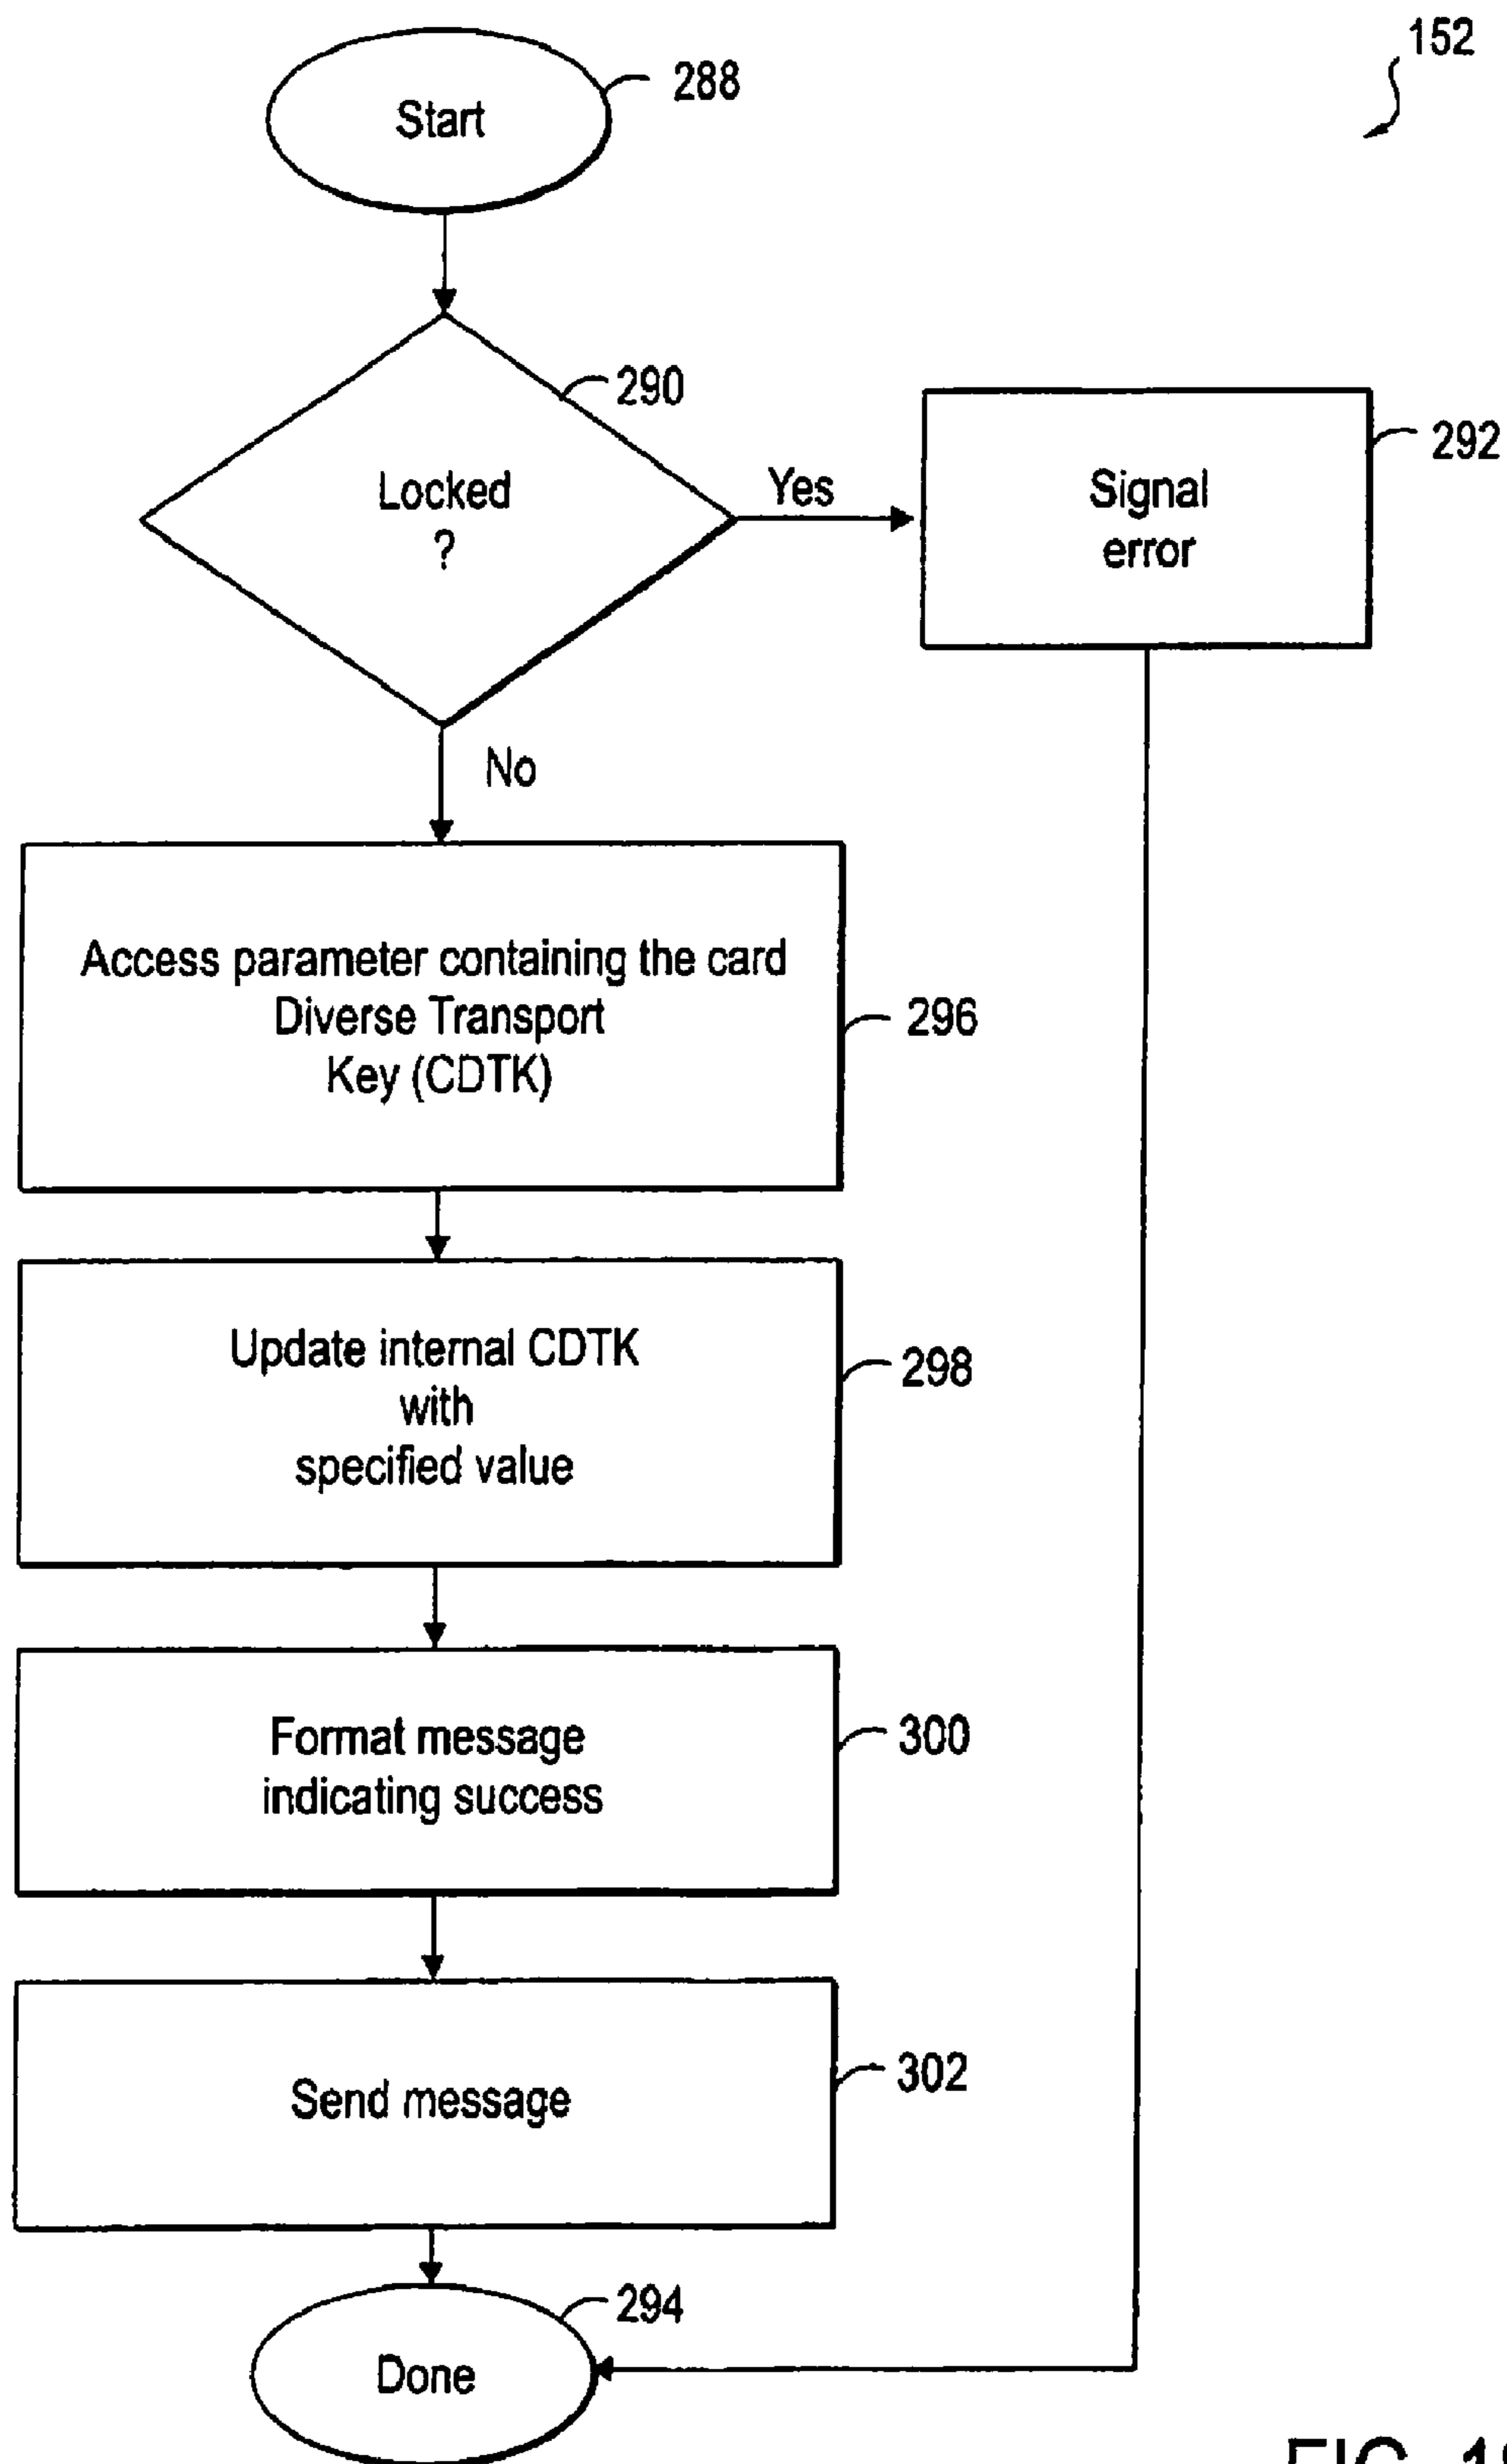 152
Start
288
Locked
?
290
Yes
Signal
error
292
No
Access parameter containing the card
Diverse Transport
Key (CDTK)
296
Update internal CDTK
with
specified value
298
Format message
indicating success
300
Send message
302
Done
294
FIG.